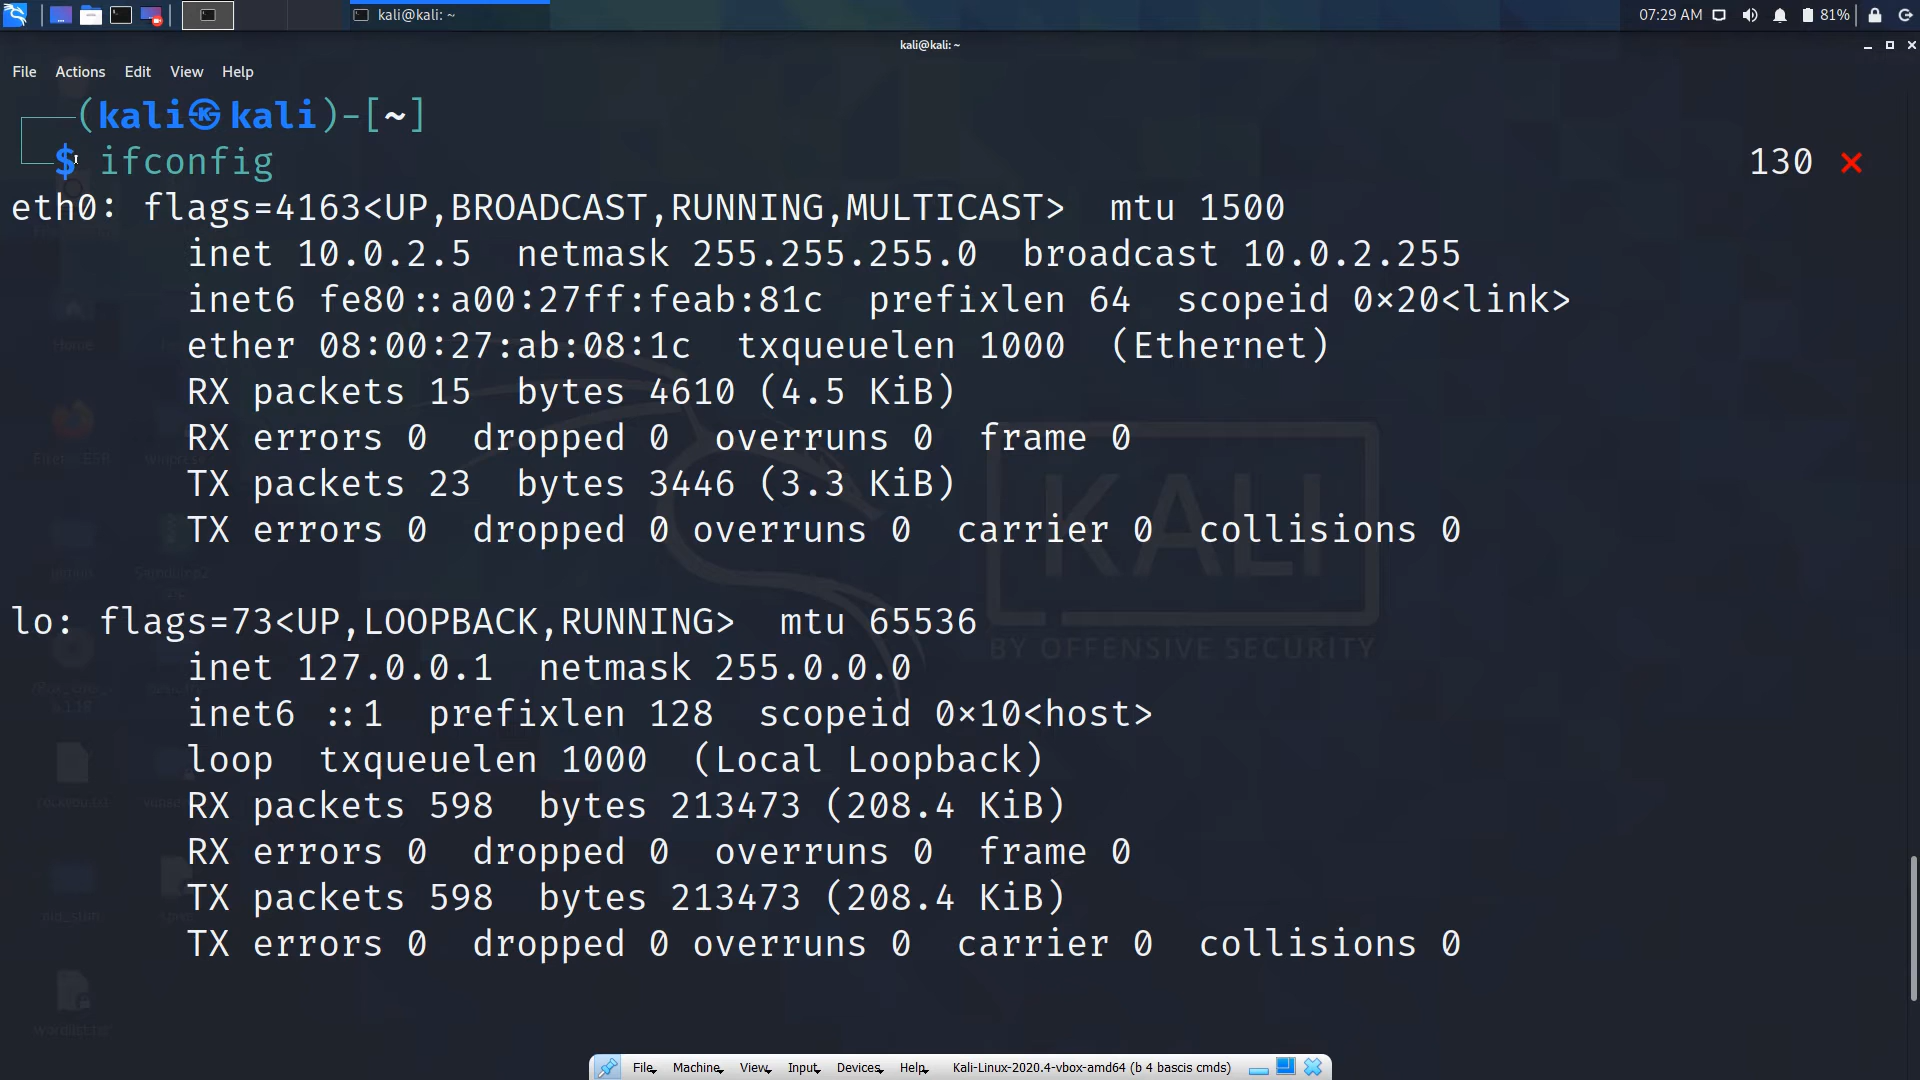 kali@kali: ~
07:29 AM
81%
kali@kali: ~
File Actions Edit View Help
(kali㉿kali)-[~]
$ ifconfig 130 ✕
eth0: flags=4163<UP,BROADCAST,RUNNING,MULTICAST> mtu 1500
inet 10.0.2.5 netmask 255.255.255.0 broadcast 10.0.2.255
inet6 fe80::a00:27ff:feab:81c prefixlen 64 scopeid 0×20<link>
ether 08:00:27:ab:08:1c txqueuelen 1000 (Ethernet)
RX packets 15 bytes 4610 (4.5 KiB)
RX errors 0 dropped 0 overruns 0 frame 0
TX packets 23 bytes 3446 (3.3 KiB)
TX errors 0 dropped 0 overruns 0 carrier 0 collisions 0
lo: flags=73<UP,LOOPBACK,RUNNING> mtu 65536
inet 127.0.0.1 netmask 255.0.0.0
inet6 ::1 prefixlen 128 scopeid 0×10<host>
loop txqueuelen 1000 (Local Loopback)
RX packets 598 bytes 213473 (208.4 KiB)
RX errors 0 dropped 0 overruns 0 frame 0
TX packets 598 bytes 213473 (208.4 KiB)
TX errors 0 dropped 0 overruns 0 carrier 0 collisions 0
KALI
BY OFFENSIVE SECURITY
Home
File Machine View Input Devices Help Kali-Linux-2020.4-vbox-amd64 (b 4 bascis cmds)